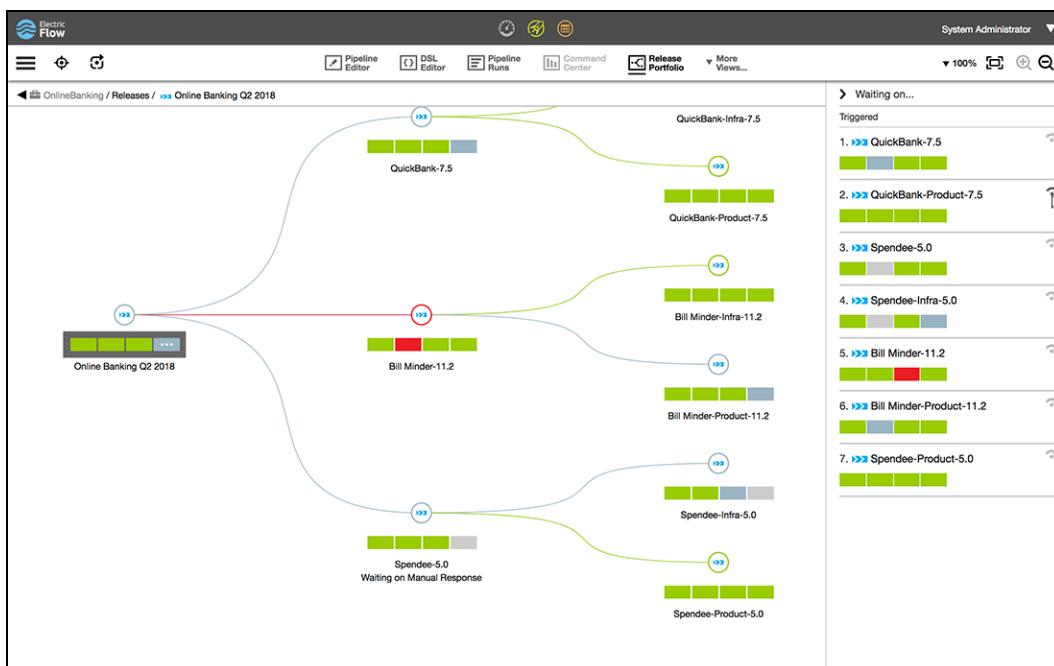 Electric
Flow
System Administrator
Pipeline
Editor
DSL
Editor
Pipeline
Runs
Command
Center
Release
Portfolio
More
Views...
100%
OnlineBanking / Releases / Online Banking Q2 2018
Waiting on...
Triggered
1. QuickBank-7.5
2. QuickBank-Product-7.5
3. Spendee-5.0
4. Spendee-Infra-5.0
5. Bill Minder-11.2
6. Bill Minder-Product-11.2
7. Spendee-Product-5.0
QuickBank-Infra-7.5
QuickBank-7.5
QuickBank-Product-7.5
Bill Minder-Infra-11.2
Online Banking Q2 2018
Bill Minder-11.2
Bill Minder-Product-11.2
Spendee-Infra-5.0
Spendee-5.0
Waiting on Manual Response
Spendee-Product-5.0